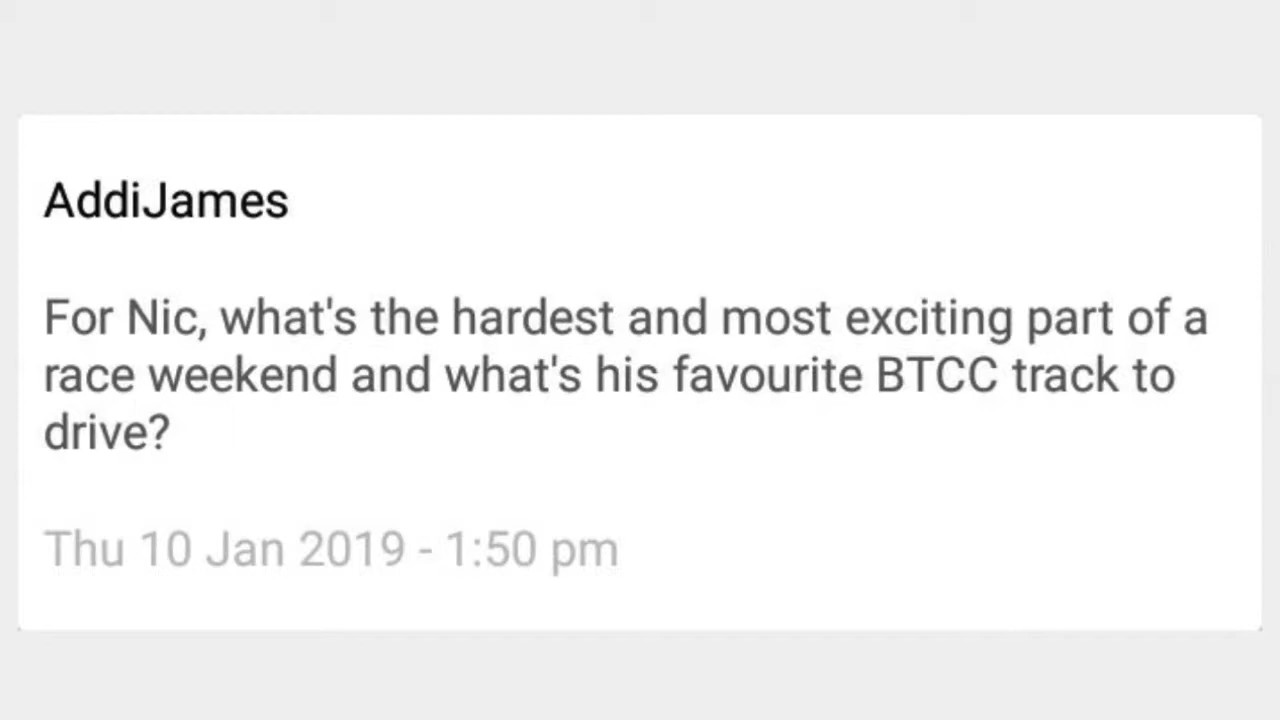 AddiJames
For Nic, what's the hardest and most exciting part of a
race weekend and what's his favourite BTCC track to
drive?
Thu 10 Jan 2019 - 1:50 pm